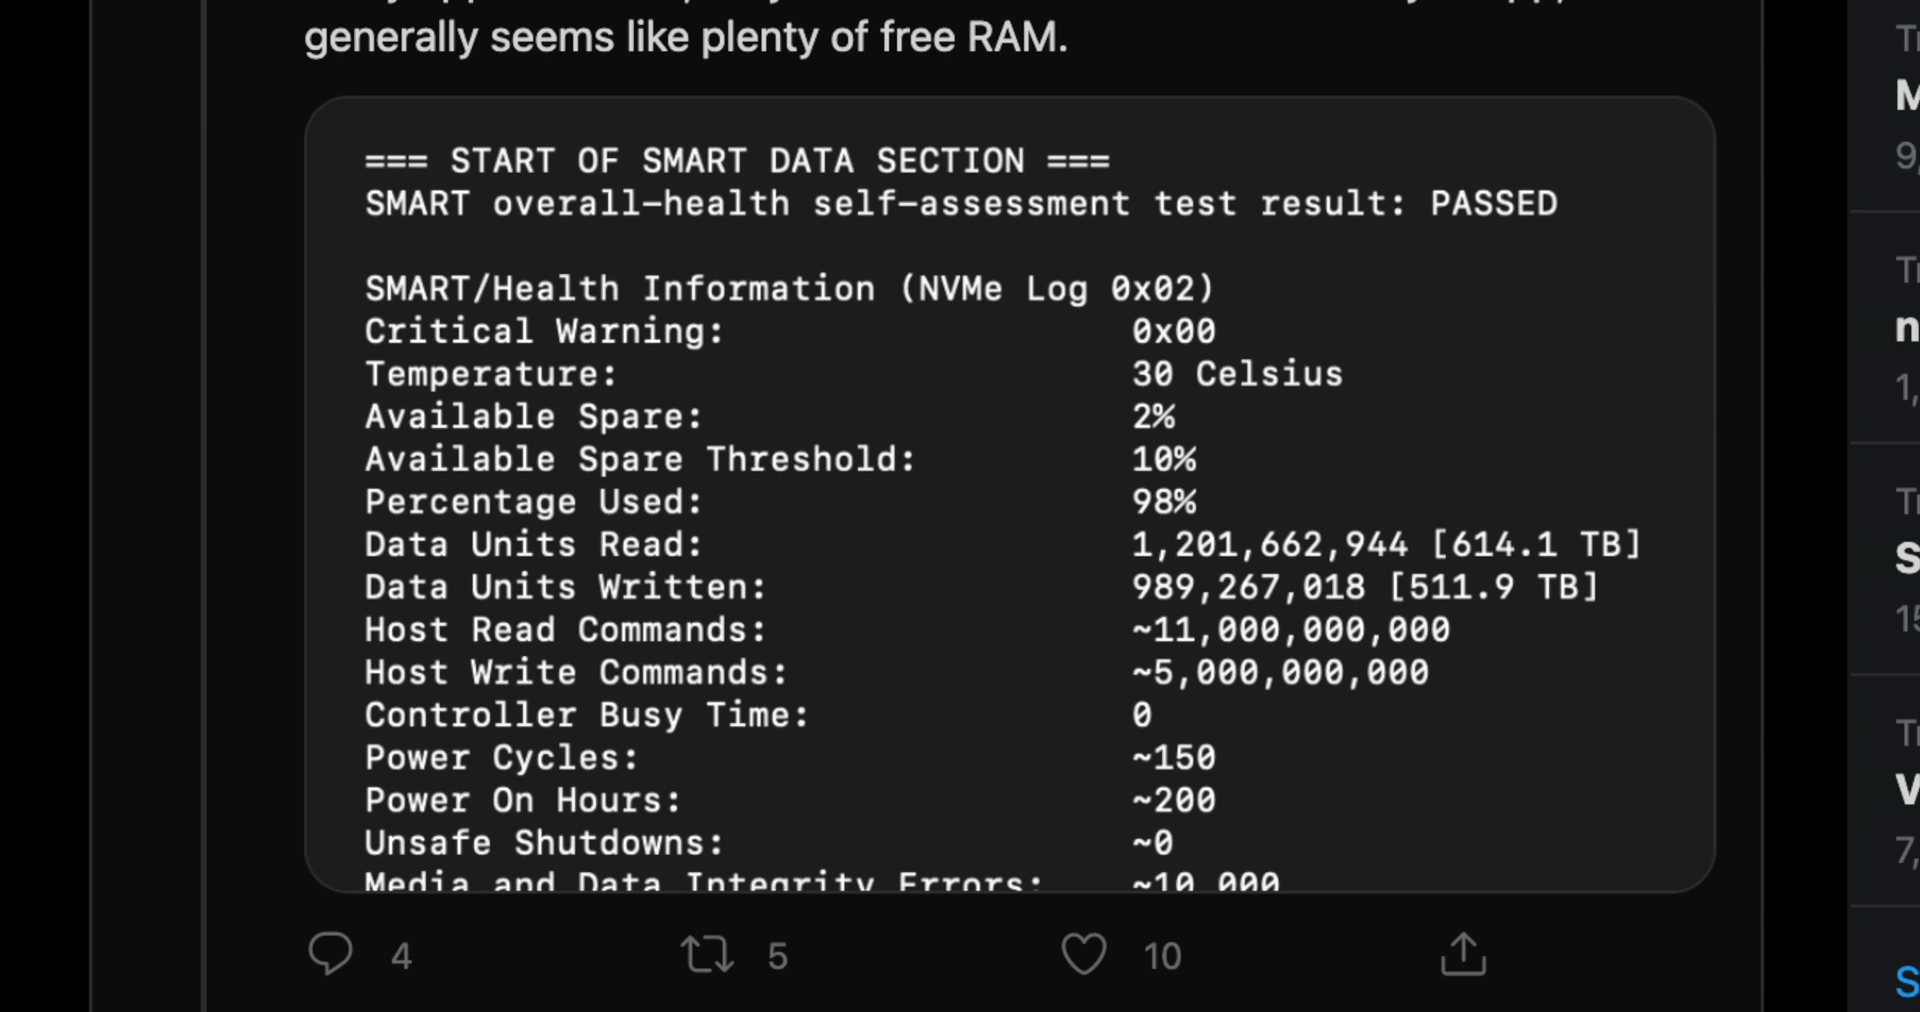 generally seems like plenty of free RAM.
=== START OF SMART DATA SECTION ===
SMART overall-health self-assessment test result: PASSED
SMART/Health Information (NVMe Log 0x02)
Critical Warning: 0x00
Temperature: 30 Celsius
Available Spare: 2%
Available Spare Threshold: 10%
Percentage Used: 98%
Data Units Read: 1,201,662,944 [614.1 TB]
Data Units Written: 989,267,018 [511.9 TB]
Host Read Commands: ~11,000,000,000
Host Write Commands: ~5,000,000,000
Controller Busy Time: 0
Power Cycles: ~150
Power On Hours: ~200
Unsafe Shutdowns: ~0
Media and Data Integrity Errors: ~10,000
4 5 10